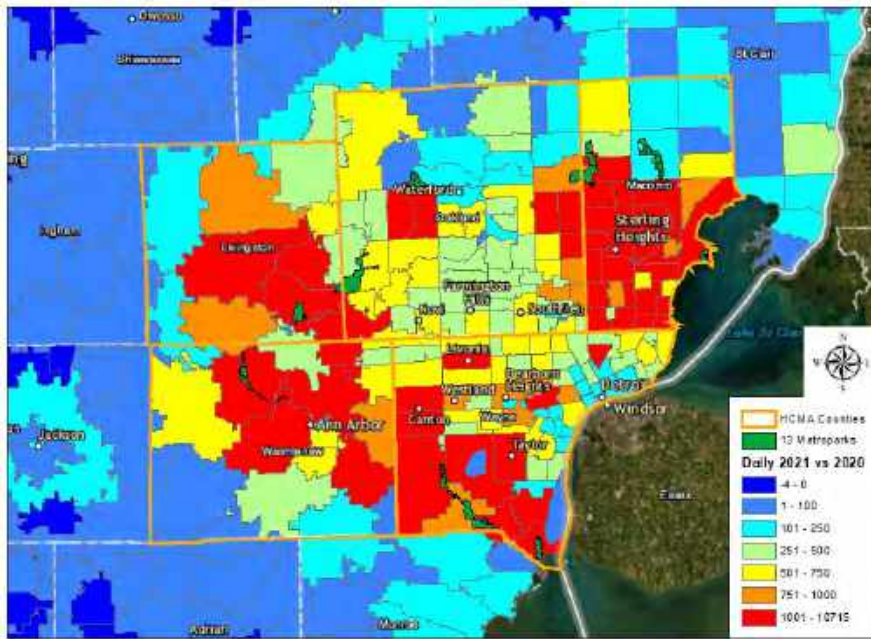 Owosso
Shiawassee
St Clair
Ingham
Waterford
Macomb
Oakland
Sterling
Heights
Livingston
Farmington
Hills
Novi
Southfield
Lake St Clair
Livonia
Dearborn
Heights
Detroit
Westland
Windsor
Jackson
Ann Arbor
Canton
Wayne
Washtenaw
Taylor
Essex
Adrian
Monroe
N
W
E
S
HCMA Counties
13 Metroparks
Daily 2021 vs 2020
-4 - 0
1 - 100
101 - 250
251 - 500
501 - 750
751 - 1000
1001 - 10715